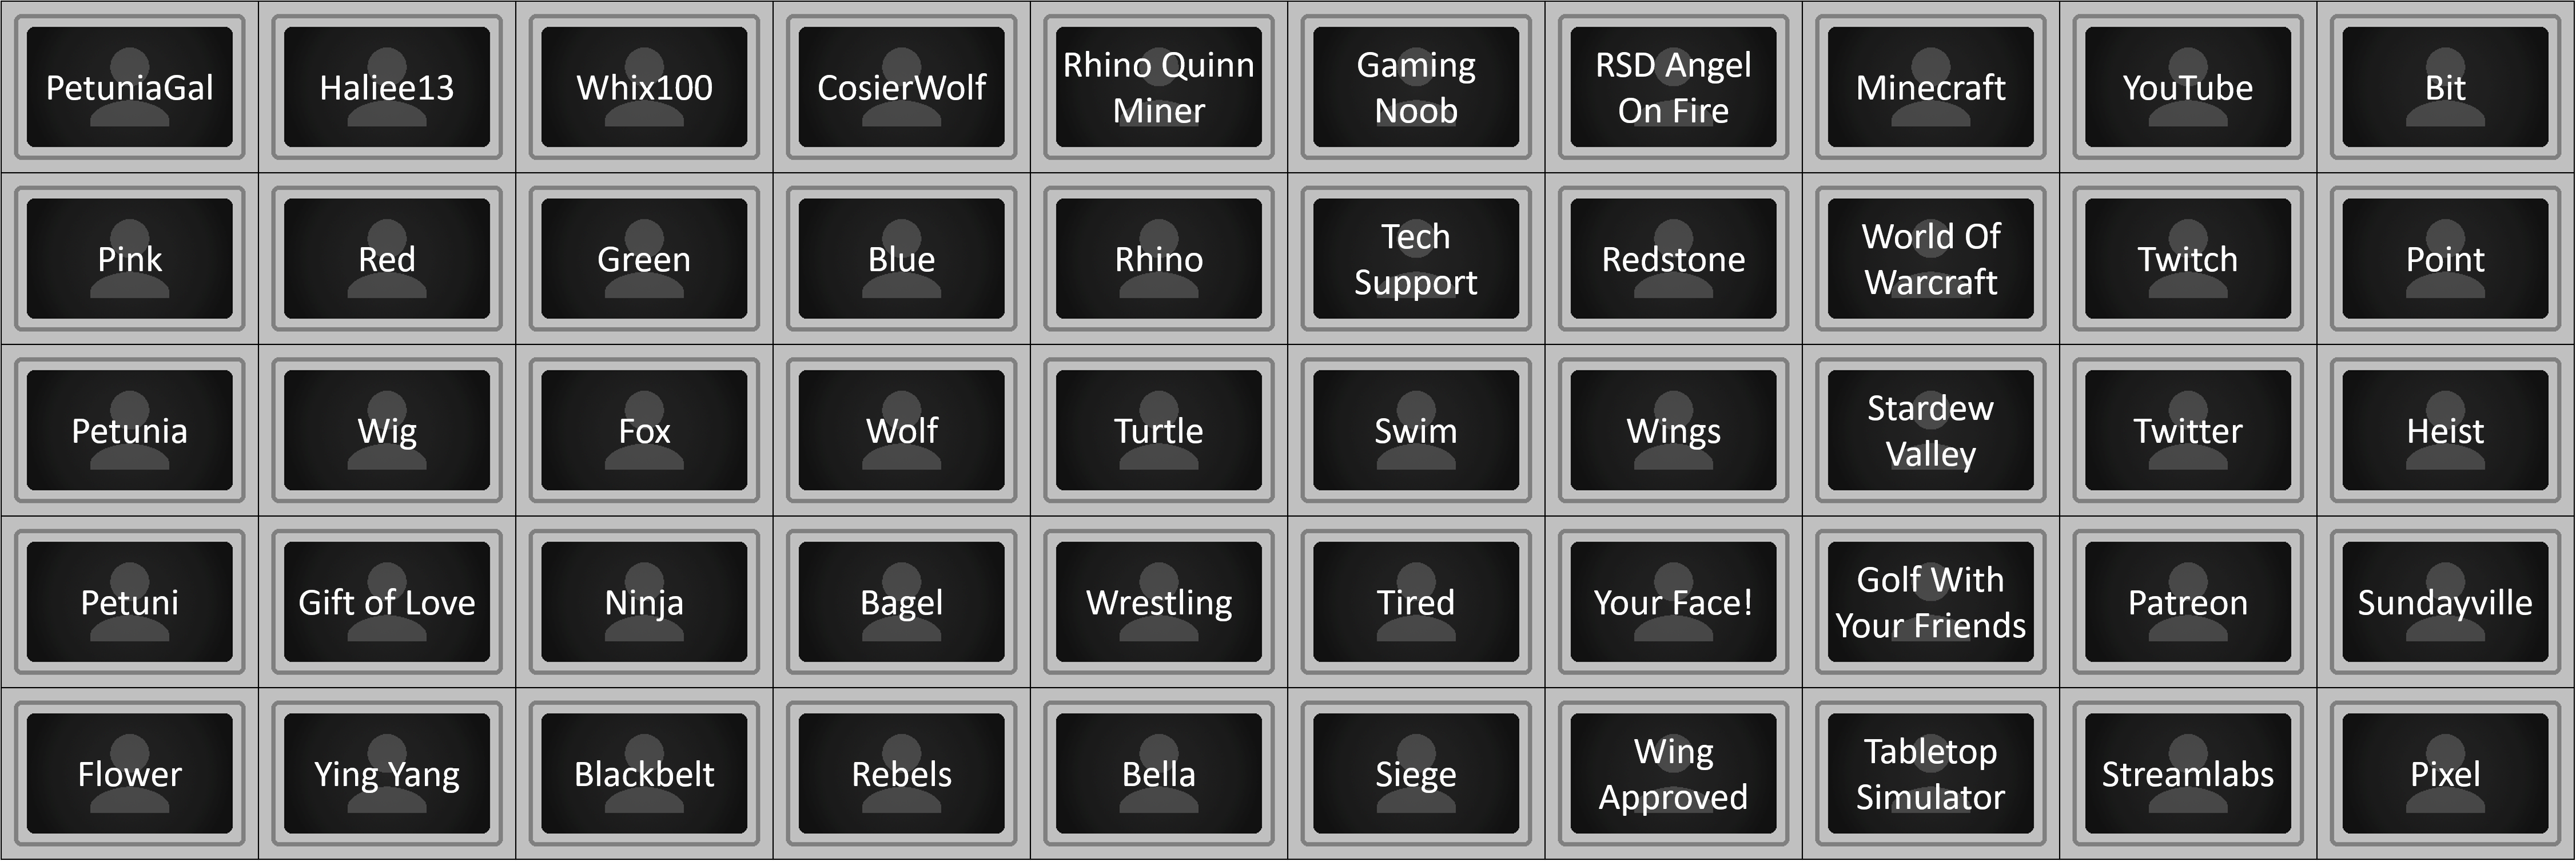 PetuniaGal
Haliee13
Whix100
CosierWolf
Rhino Quinn
Miner
Gaming
Noob
RSD Angel
On Fire
Minecraft
YouTube
Bit
Pink
Red
Green
Blue
Rhino
Tech
Support
Redstone
World Of
Warcraft
Twitch
Point
Petunia
Wig
Fox
Wolf
Turtle
Swim
Wings
Stardew
Valley
Twitter
Heist
Petuni
Gift of Love
Ninja
Bagel
Wrestling
Tired
Your Face!
Golf With
Your Friends
Patreon
Sundayville
Flower
Ying Yang
Blackbelt
Rebels
Bella
Siege
Wing
Approved
Tabletop
Simulator
Streamlabs
Pixel